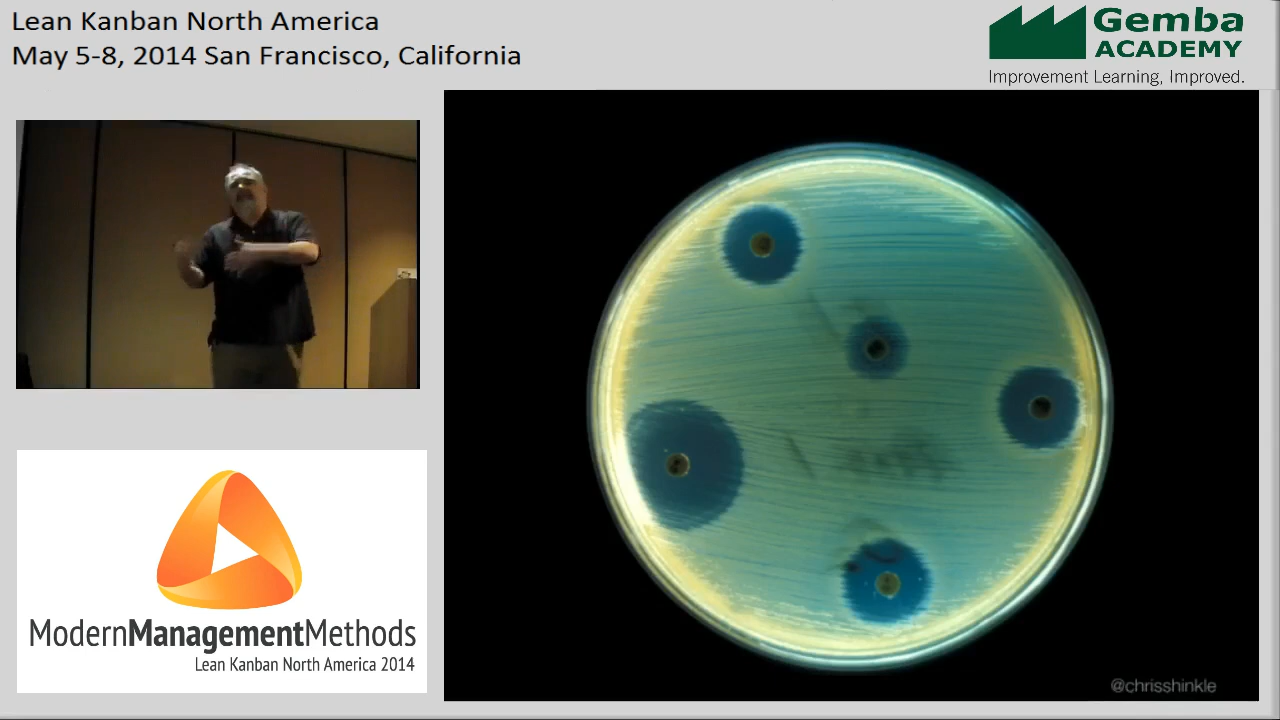 Lean Kanban North America
May 5-8, 2014 San Francisco, California
Gemba
ACADEMY
Improvement Learning, Improved.
ModernManagementMethods
Lean Kanban North America 2014
@chrisshinkle